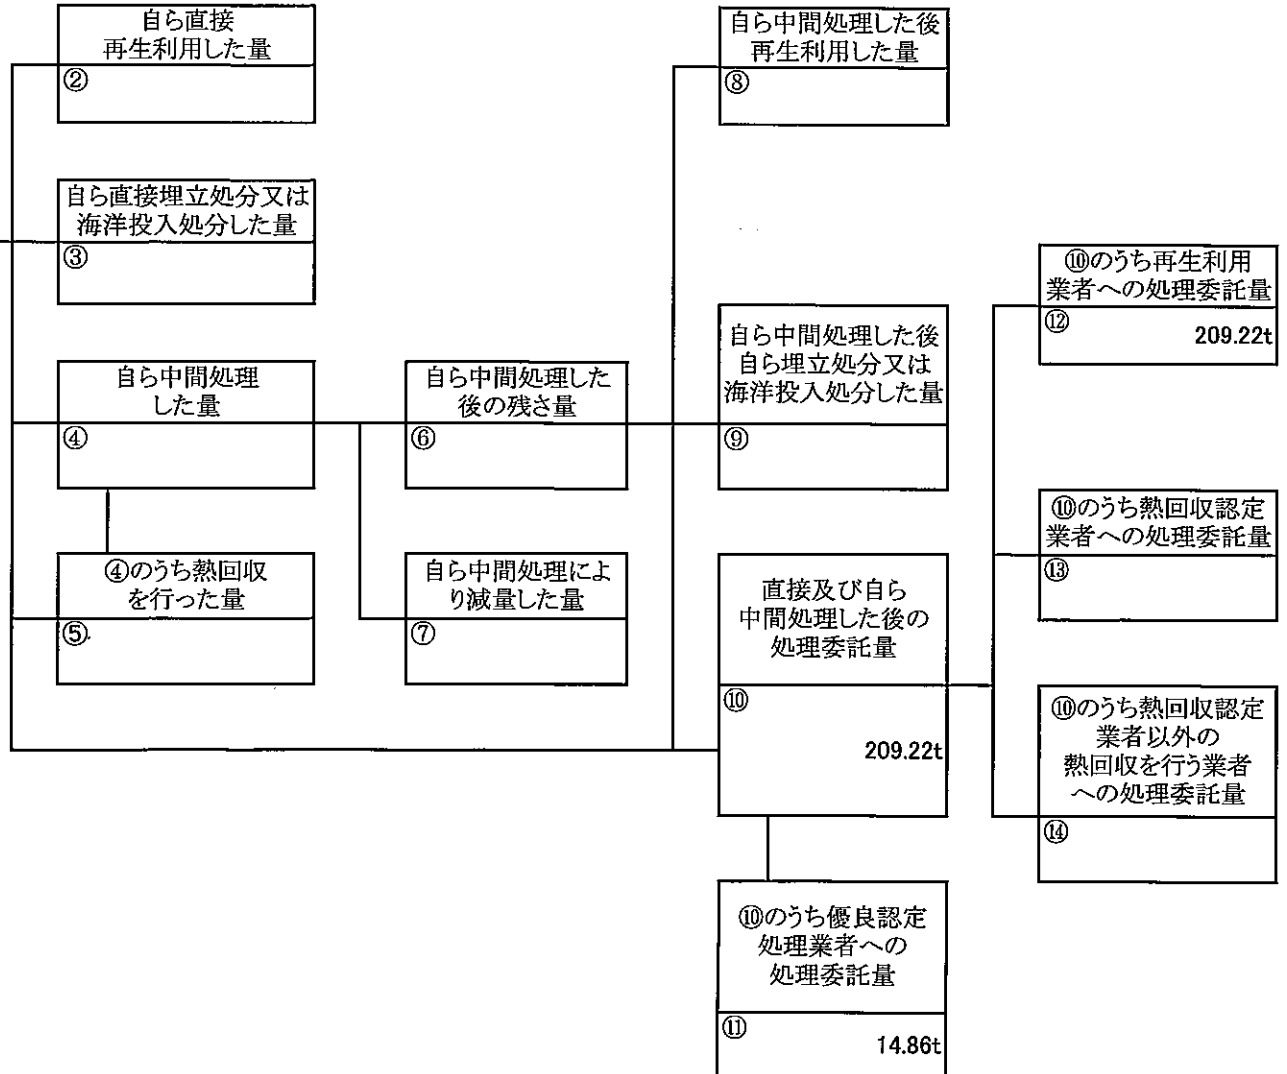 自ら直接
再生利用した量
②
自ら直接埋立処分又は
海洋投入処分した量
③
自ら中間処理
した量
④
④のうち熱回収
を行った量
⑤
自ら中間処理した
後の残さ量
⑥
自ら中間処理によ
り減量した量
⑦
自ら中間処理した後
再生利用した量
⑧
自ら中間処理した後
自ら埋立処分又は
海洋投入処分した量
⑨
直接及び自ら
中間処理した後の
処理委託量
⑩
209.22t
⑩のうち優良認定
処理業者への
処理委託量
⑪
14.86t
⑩のうち再生利用
業者への処理委託量
⑫
209.22t
⑩のうち熱回収認定
業者への処理委託量
⑬
⑩のうち熱回収認定
業者以外の
熱回収を行う業者
への処理委託量
⑭